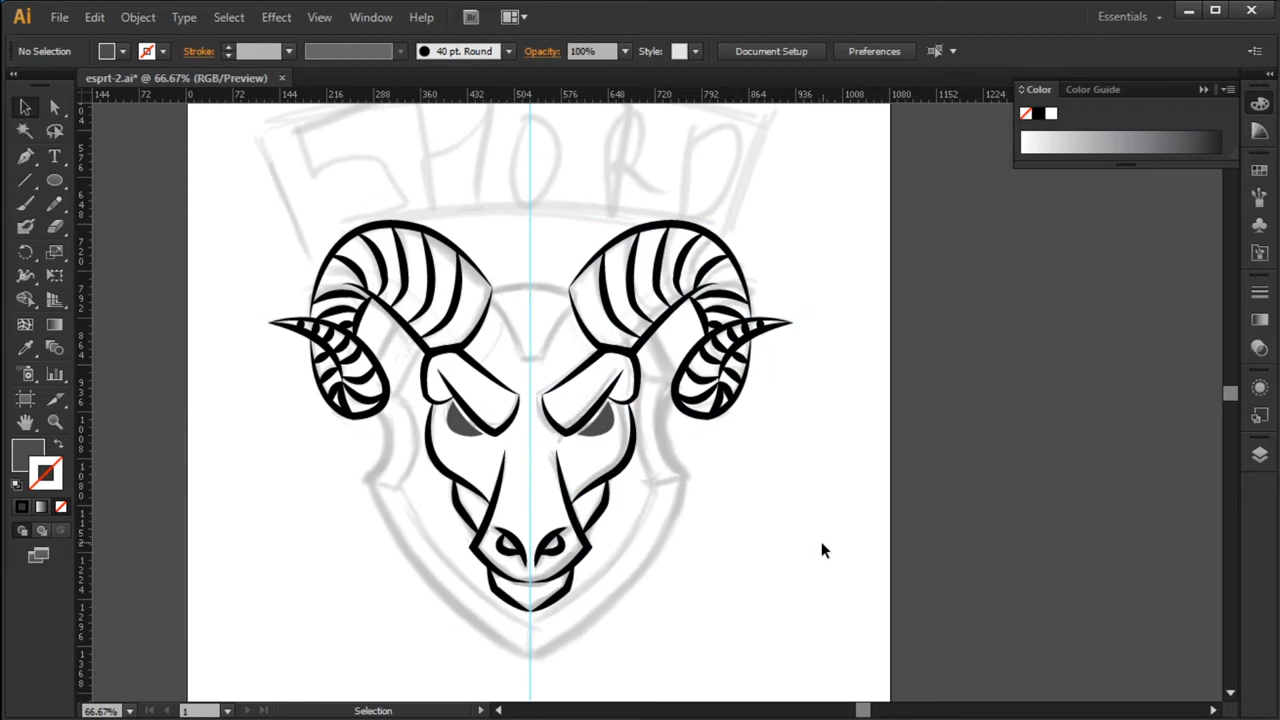 Ai File Edit Object Type Select Effect View Window Help Br Essentials
No Selection Stroke: 40 pt. Round Opacity: 100% Style: Document Setup Preferences
esprt-2.ai* @ 66.67% (RGB/Preview)
144 72 0 72 144 216 288 360 432 504 576 648 720 792 864 936 1008 1080 1152 1224
Color Color Guide
66.67% 1 Selection